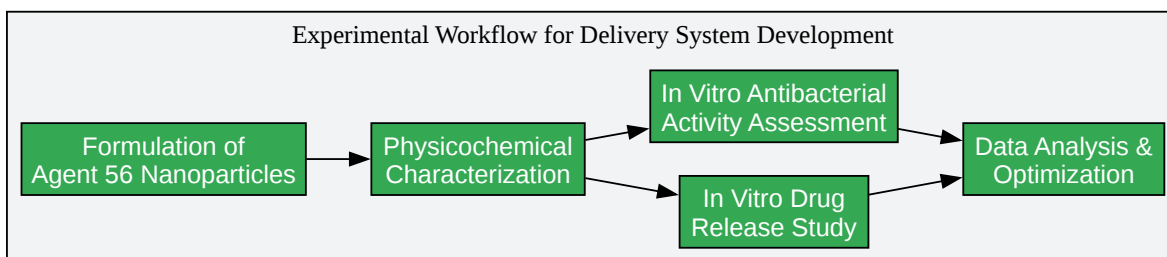 Experimental Workflow for Delivery System Development
Formulation of
Agent 56 Nanoparticles
Physicochemical
Characterization
In Vitro Antibacterial
Activity Assessment
In Vitro Drug
Release Study
Data Analysis &
Optimization